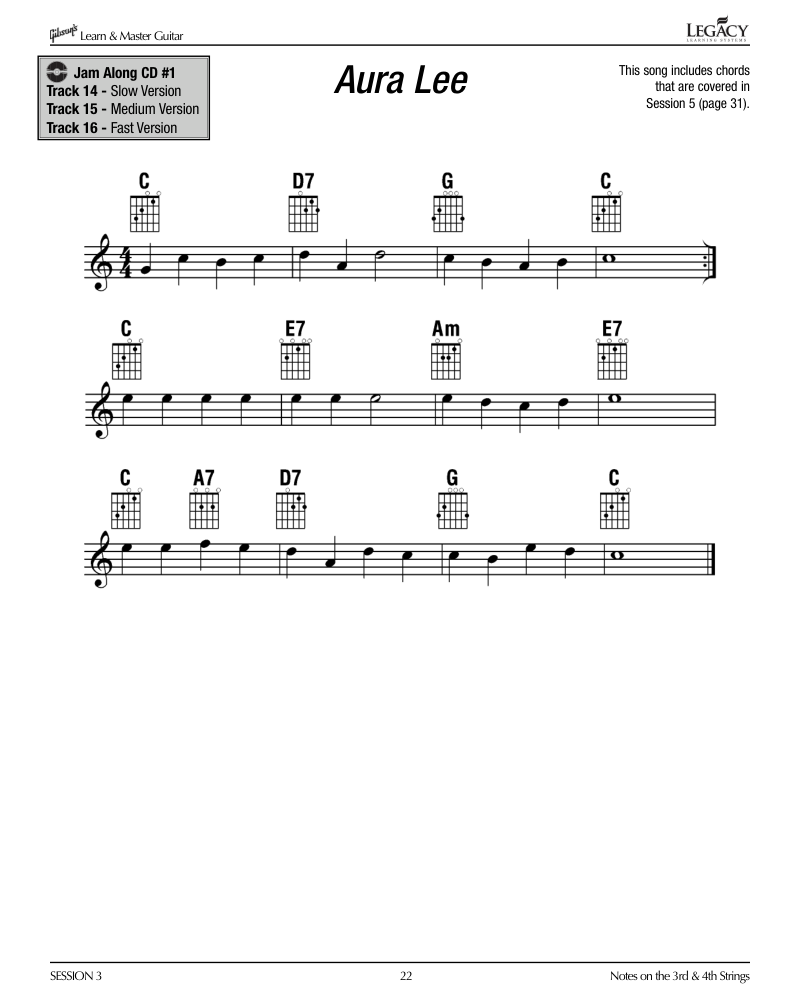 Gibson's Learn & Master Guitar
LEGACY
LEARNING SYSTEMS
Jam Along CD #1
Track 14 - Slow Version
Track 15 - Medium Version
Track 16 - Fast Version
Aura Lee
This song includes chords
that are covered in
Session 5 (page 31).
C D7 G C
4
4
C E7 Am E7
C A7 D7 G C
SESSION 3 22 Notes on the 3rd & 4th Strings